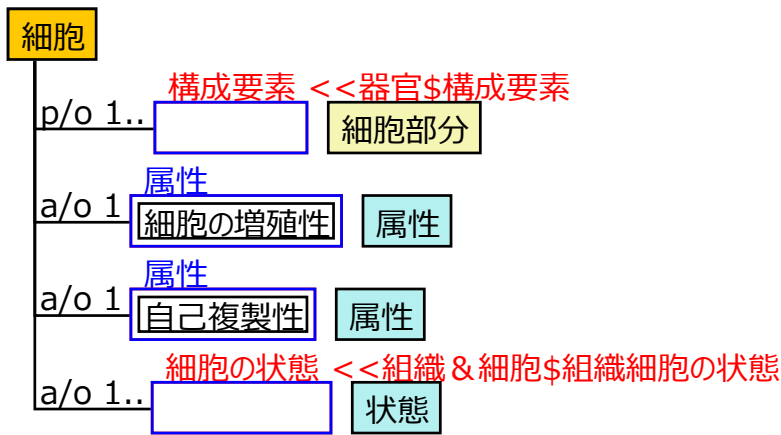 細胞
構成要素 <<器官$構成要素
p/o 1..
細胞部分
属性
a/o 1
細胞の増殖性
属性
属性
a/o 1
自己複製性
属性
細胞の状態 <<組織＆細胞$組織細胞の状態
a/o 1..
状態